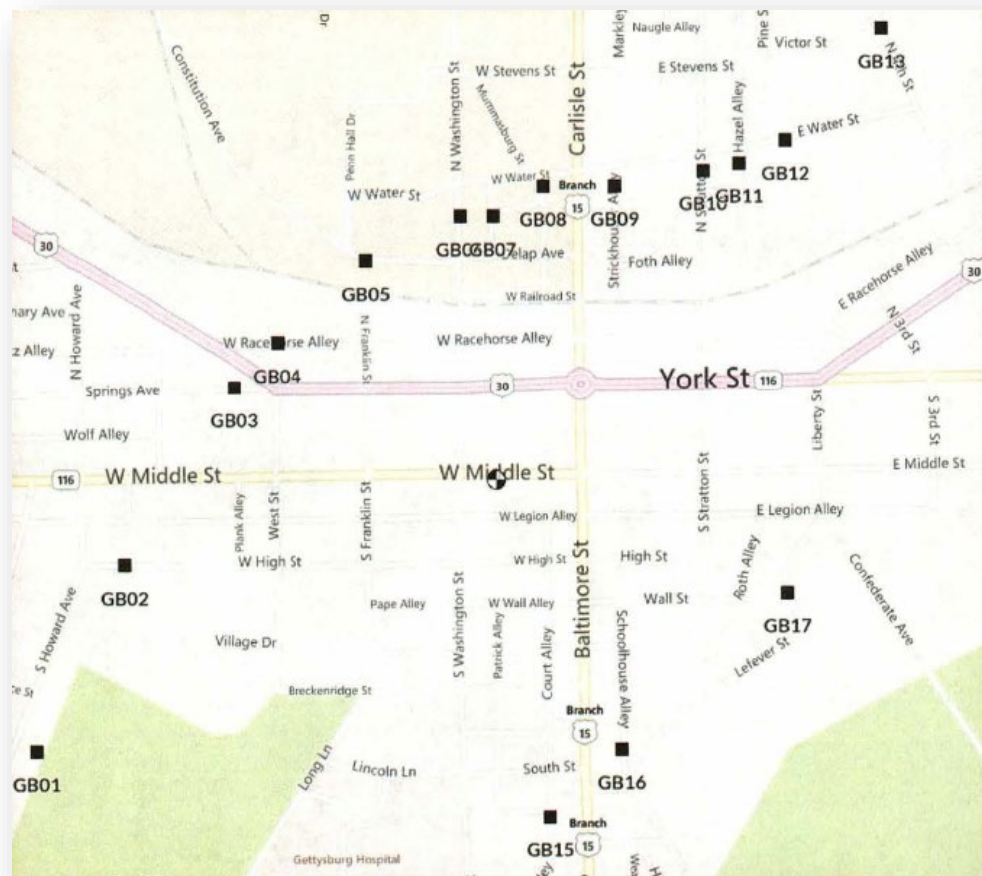 Dr
Markley
Naugle Alley
Pine S
Victor St
Constitution Ave
N Washington St
W Stevens St
Carlisle St
E Stevens St
GB13
Mummasburg St
Hazel Alley
E Water St
Penn Hall Dr
W Water St
W Water St
Branch
15
GB12
GB11
GB10
GB08
GB09
GB07
Strickhouser Alley
30
GB05
Foth Alley
E Racehorse Alley
30
N Howard Ave
W Railroad St
N Franklin St
W Racehorse Alley
W Racehorse Alley
N 3rd St
GB04
Springs Ave
GB03
30
York St
116
Liberty St
S 3rd St
Wolf Alley
116
W Middle St
W Middle St
E Middle St
Plank Alley
West St
S Franklin St
W Legion Alley
S Stratton St
E Legion Alley
W High St
W High St
High St
Roth Alley
Confederate Ave
GB02
Baltimore St
S Howard Ave
Pape Alley
S Washington St
W Wall Alley
Wall St
GB17
Patrick Alley
Court Alley
Schoolhouse Alley
Village Dr
Lefever St
Breckenridge St
Branch
15
GB01
Long Ln
Lincoln Ln
South St
GB16
GB15
Branch
15
Gettysburg Hospital